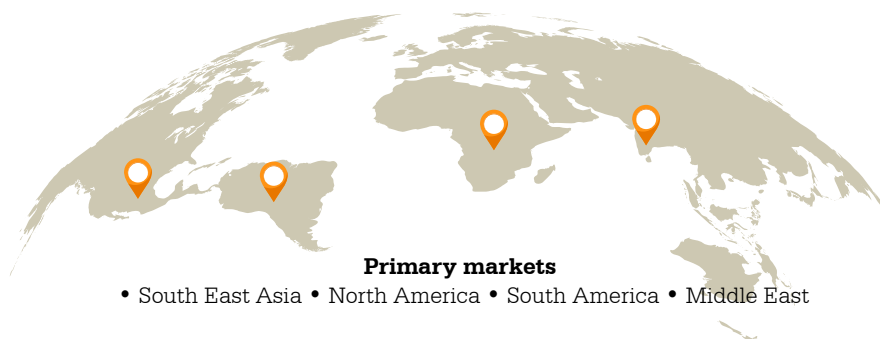 Primary markets
• South East Asia • North America • South America • Middle East